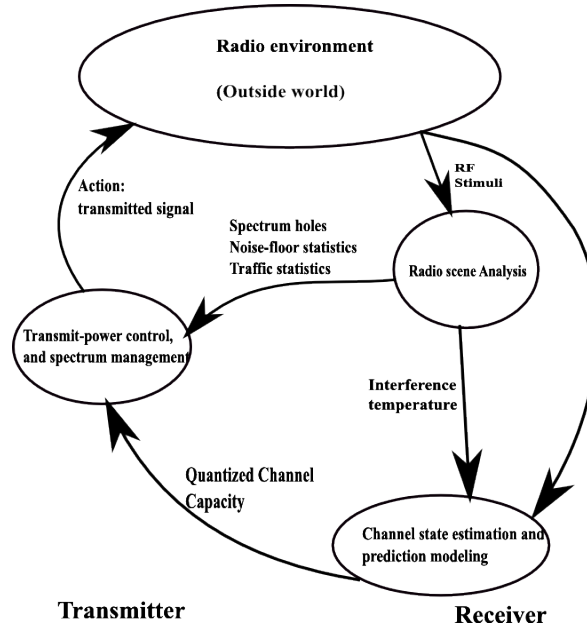 Radio environment
(Outside world)
RF
Stimuli
Action:
transmitted signal
Spectrum holes
Noise-floor statistics
Traffic statistics
Radio scene Analysis
Transmit-power control,
and spectrum management
Interference
temperature
Quantized Channel
Capacity
Channel state estimation and
prediction modeling
Transmitter
Receiver